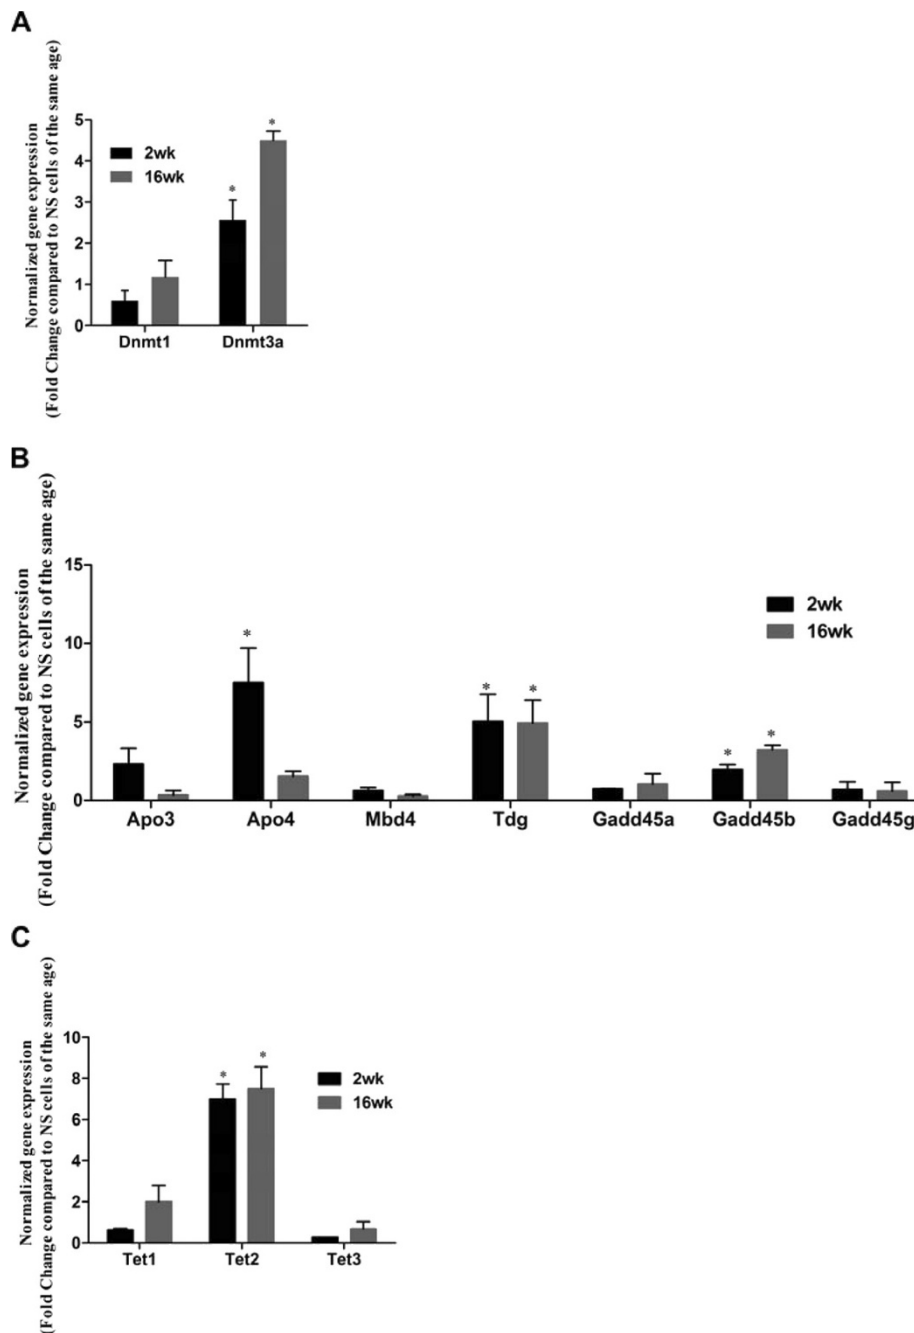 A
Normalized gene expression
(Fold Change compared to NS cells of the same age)
5
4
3
2
1
0
2wk
16wk
*
*
Dnmt1
Dnmt3a
B
Normalized gene expression
(Fold Change compared to NS cells of the same age)
15
10
5
0
2wk
16wk
*
*
*
*
*
Apo3
Apo4
Mbd4
Tdg
Gadd45a
Gadd45b
Gadd45g
C
Normalized gene expression
(Fold Change compared to NS cells of the same age)
10
8
6
4
2
0
2wk
16wk
*
*
Tet1
Tet2
Tet3